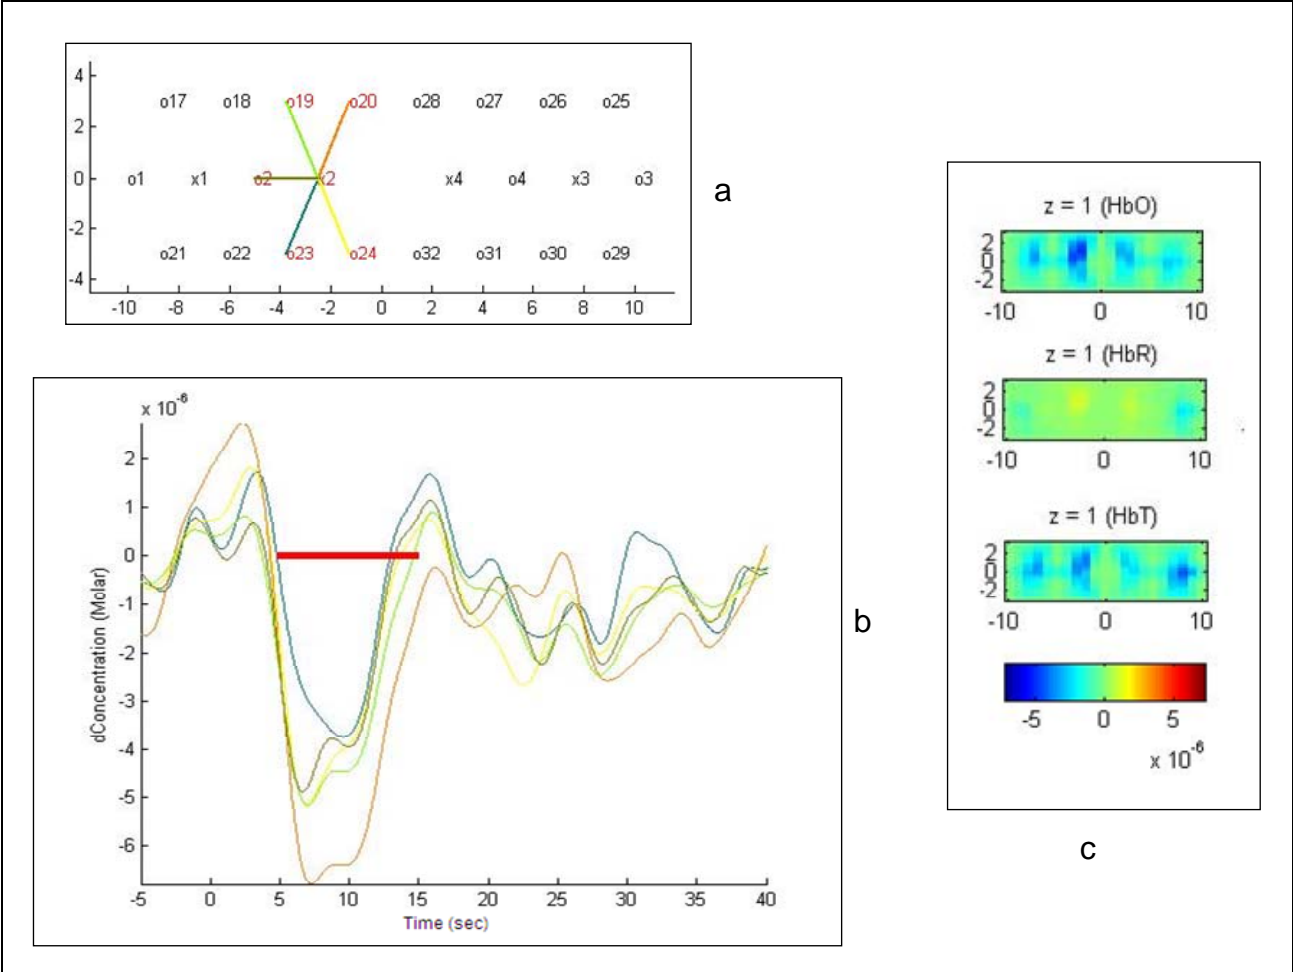 4
o17 o18 o19 o20 o28 o27 o26 o25
2
0 o1 x1 o2 x2 x4 o4 x3 o3
-2
o21 o22 o23 o24 o32 o31 o30 o29
-4
-10 -8 -6 -4 -2 0 2 4 6 8 10
a
x 10-6
2
1
0
-1
-2
-3
-4
-5
-6
dConcentration (Molar)
-5 0 5 10 15 20 25 30 35 40
Time (sec)
b
z = 1 (HbO)
2
0
-2
-10 0 10
z = 1 (HbR)
2
0
-2
-10 0 10
z = 1 (HbT)
2
0
-2
-10 0 10
-5 0 5
x 10-6
c